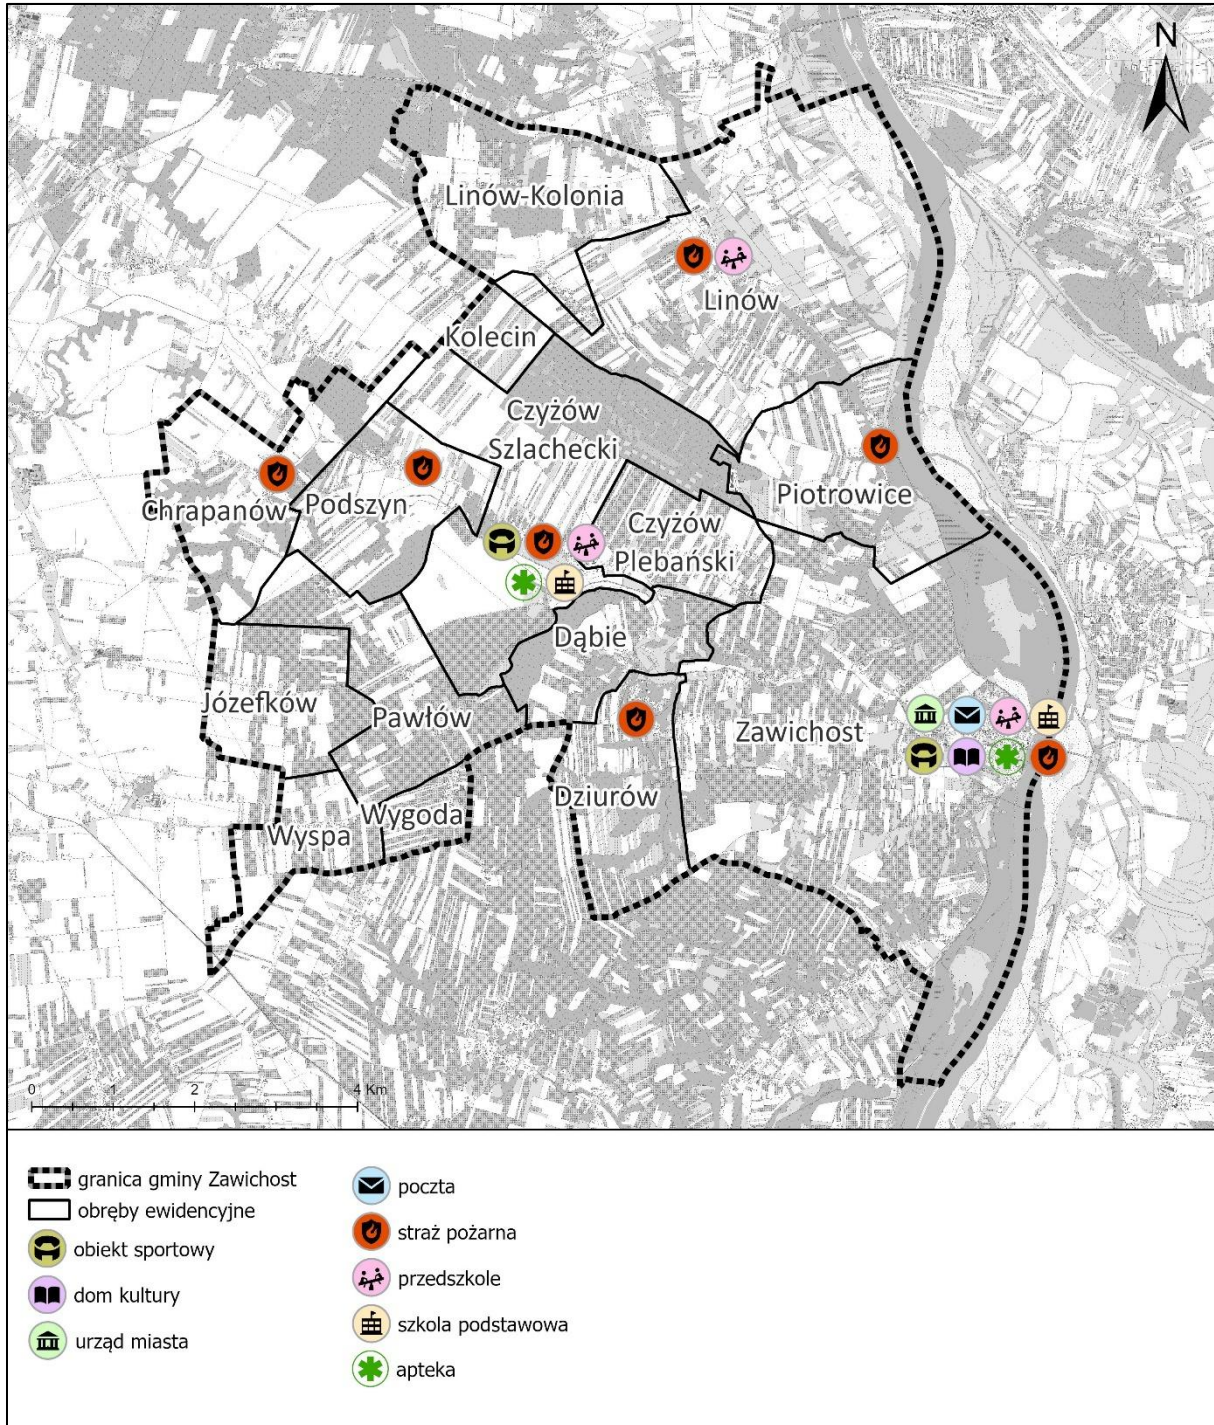 N
Linów-Kolonia
Linów
Kolecin
Czyżów
Szlachecki
Chrapanów
Podszyn
Piotrowice
Czyżów
Plebański
Dąbie
Józefków
Pawłów
Zawichost
Dziurów
Wyspa
Wygoda
0 1 2 4 Km
granica gminy Zawichost
obręby ewidencyjne
obiekt sportowy
dom kultury
urząd miasta
poczta
straż pożarna
przedszkole
szkola podstawowa
apteka